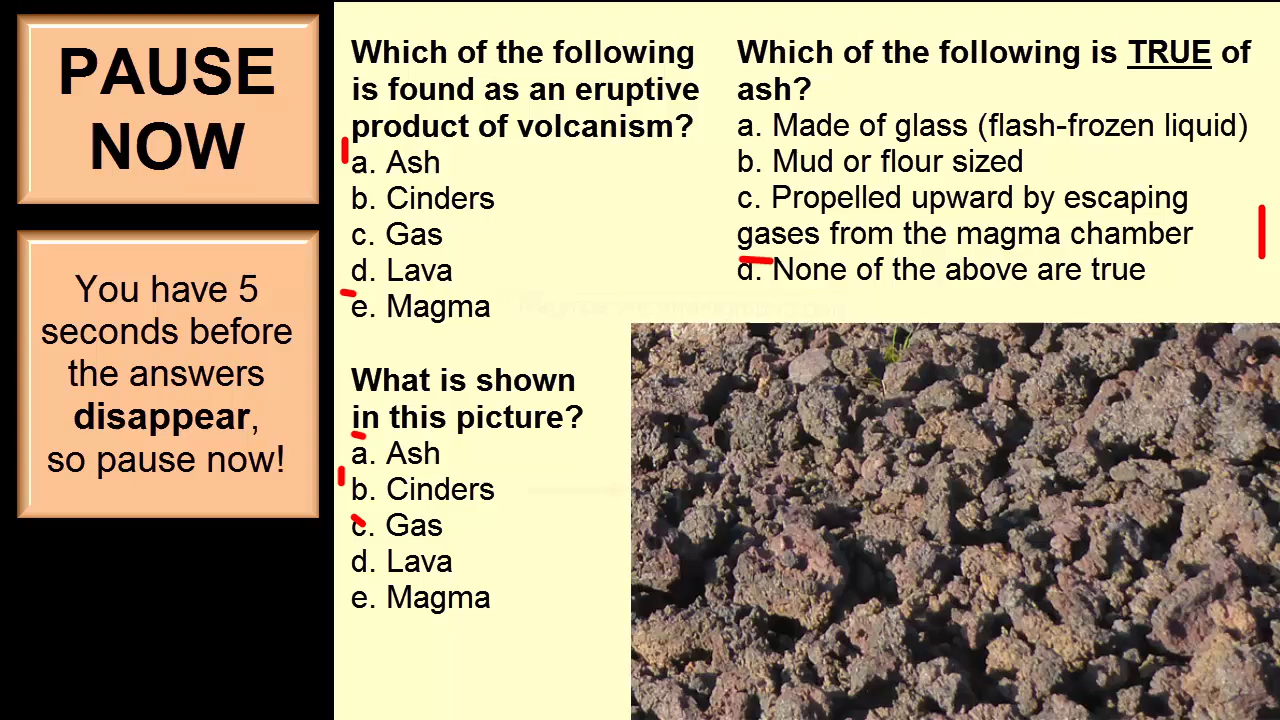 PAUSE
NOW
You have 5
seconds before
the answers
disappear,
so pause now!
Which of the following
is found as an eruptive
product of volcanism?
a. Ash
b. Cinders
c. Gas
d. Lava
e. Magma
What is shown
in this picture?
a. Ash
b. Cinders
c. Gas
d. Lava
e. Magma
Which of the following is TRUE of
ash?
a. Made of glass (flash-frozen liquid)
b. Mud or flour sized
c. Propelled upward by escaping
gases from the magma chamber
d. None of the above are true